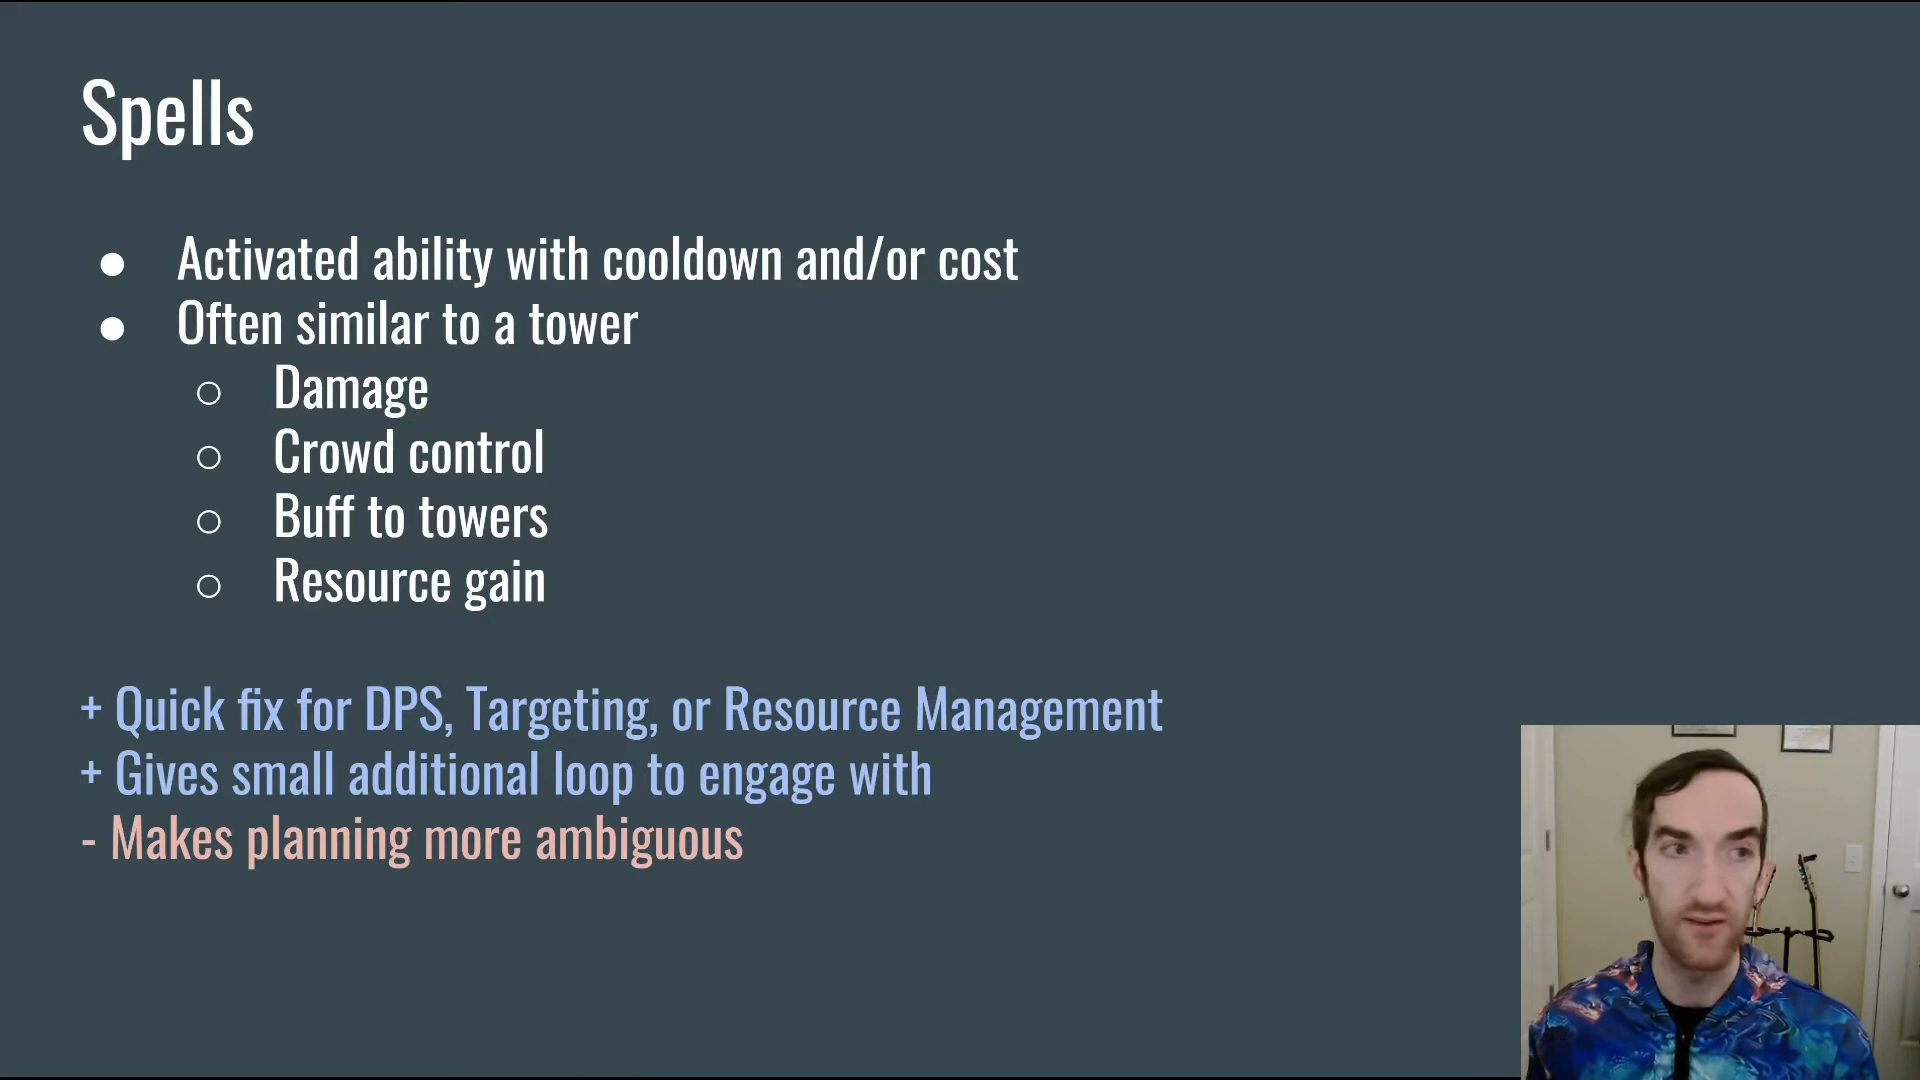 Spells
● Activated ability with cooldown and/or cost
● Often similar to a tower
○ Damage
○ Crowd control
○ Buff to towers
○ Resource gain
+ Quick fix for DPS, Targeting, or Resource Management
+ Gives small additional loop to engage with
- Makes planning more ambiguous